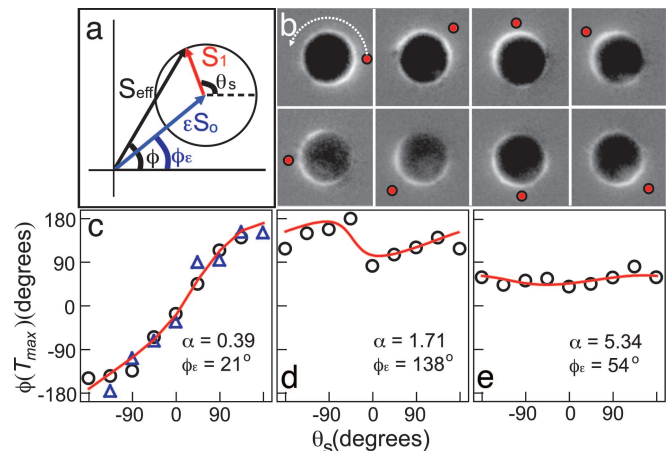 a
S₁
θₛ
Seff
εSₒ
ϕ
ϕε
b
c
180
90
0
-90
-180
ϕ(Tmax)(degrees)
α = 0.39
ϕε = 21°
-90 0 90
d
α = 1.71
ϕε = 138°
-90 0 90
e
α = 5.34
ϕε = 54°
-90 0 90
θₛ(degrees)